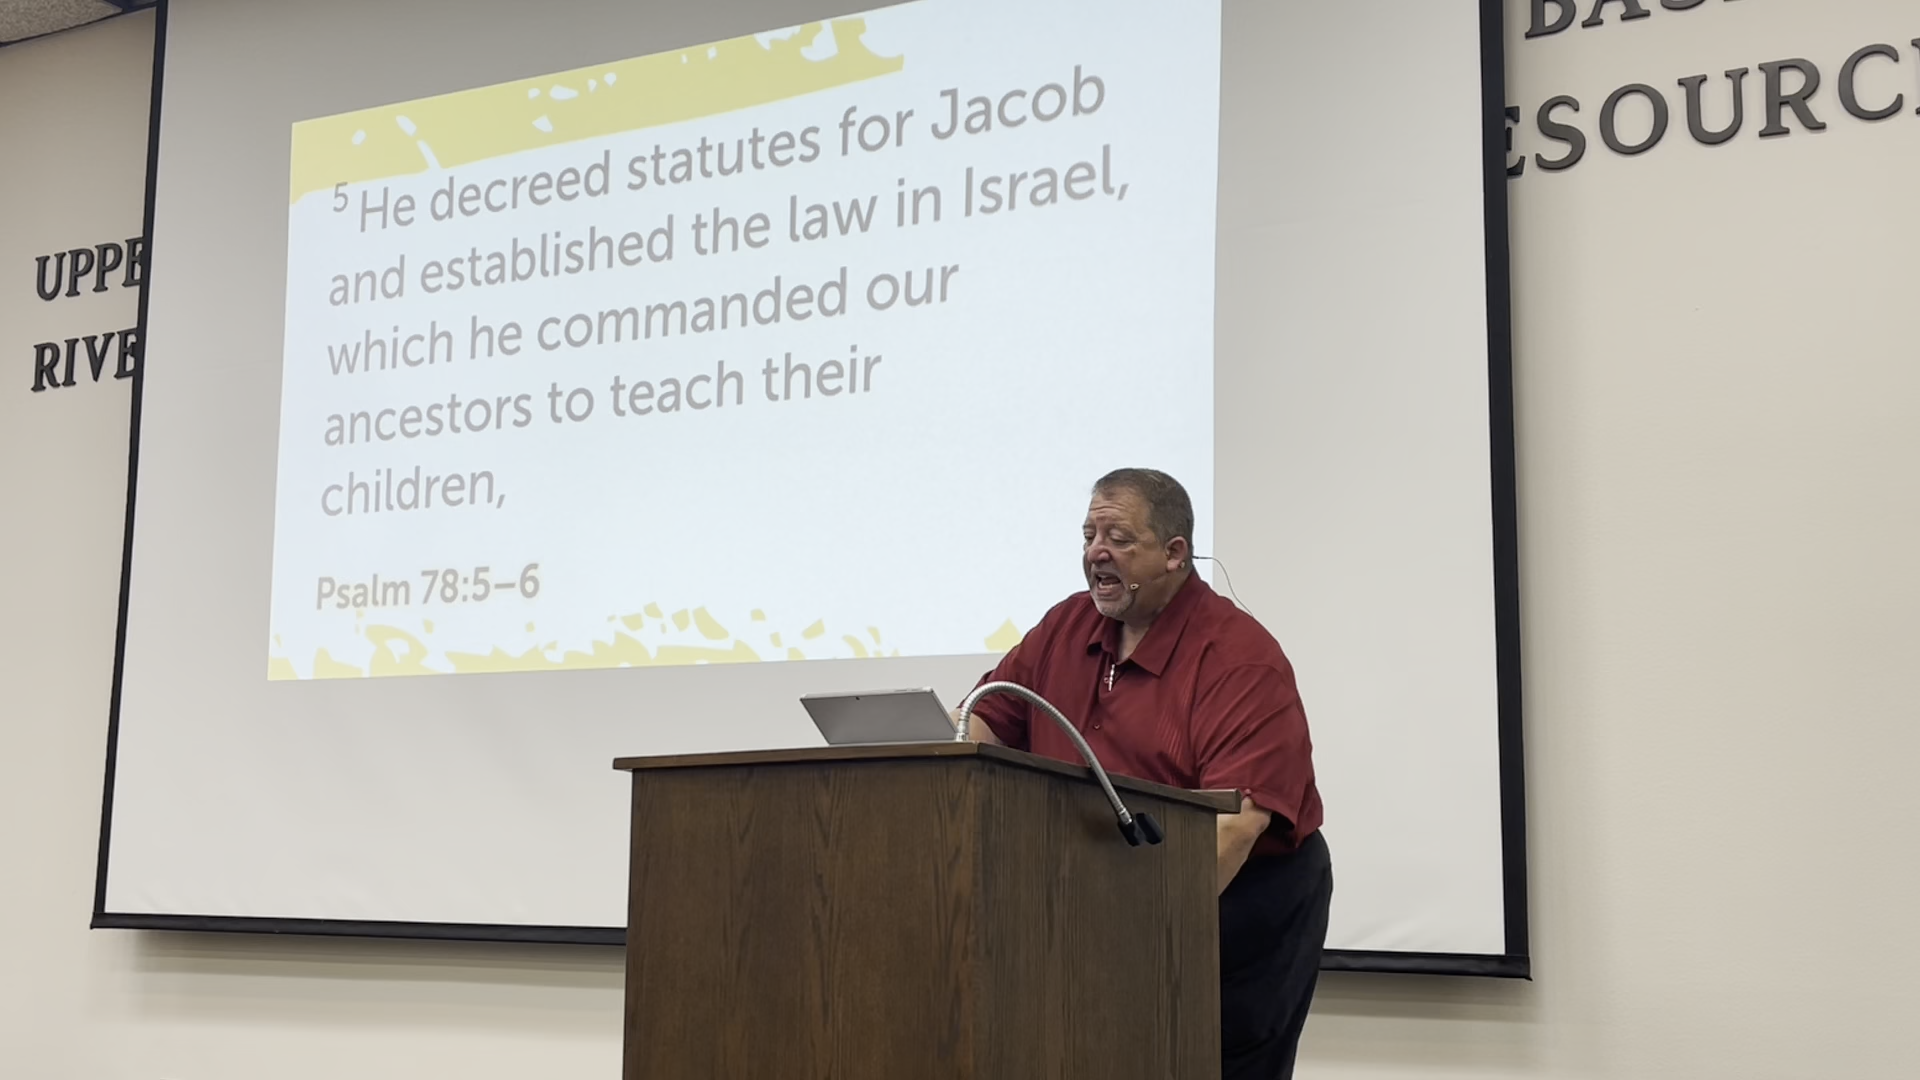 5 He decreed statutes for Jacob
and established the law in Israel,
which he commanded our
ancestors to teach their
children,
Psalm 78:5–6